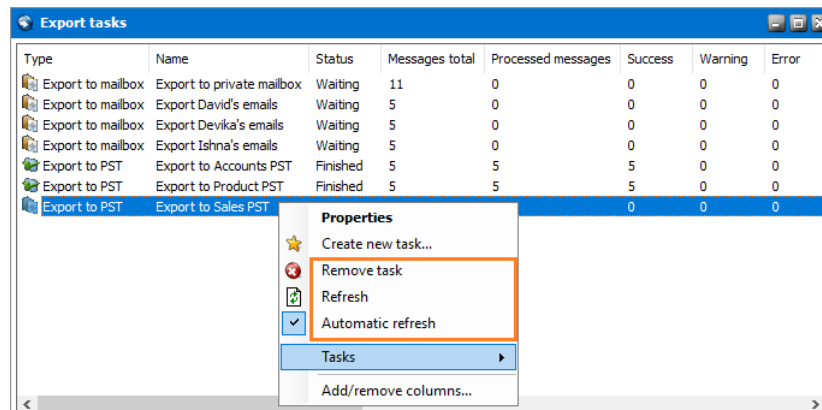 Export tasks
Type Name Status Messages total Processed messages Success Warning Error
Export to mailbox Export to private mailbox Waiting 11 0 0 0 0
Export to mailbox Export David's emails Waiting 5 0 0 0 0
Export to mailbox Export Devika's emails Waiting 5 0 0 0 0
Export to mailbox Export Ishna's emails Waiting 5 0 0 0 0
Export to PST Export to Accounts PST Finished 5 5 5 0 0
Export to PST Export to Product PST Finished 5 5 5 0 0
Export to PST Export to Sales PST 0 0 0
Properties
Create new task...
Remove task
Refresh
Automatic refresh
Tasks
Add/remove columns...